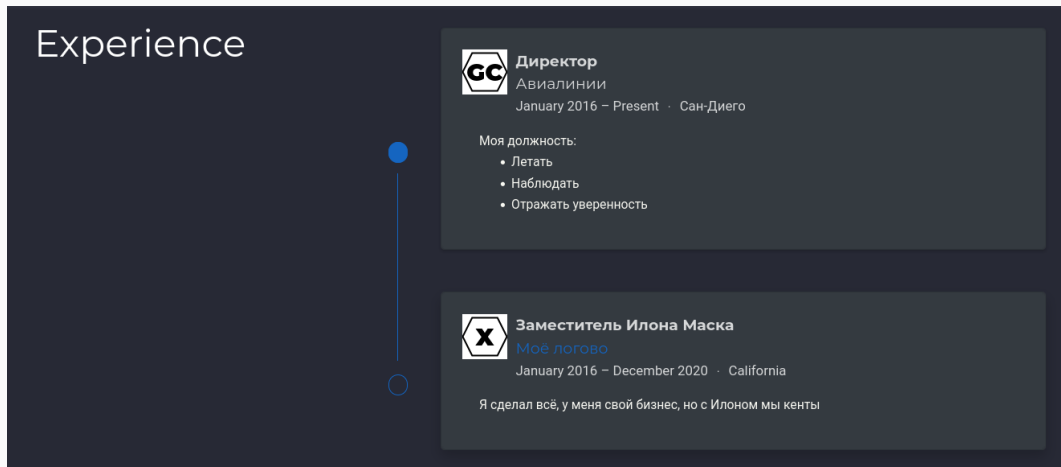 Experience
GC
Директор
Авиалинии
January 2016 – Present · Сан-Диего
Моя должность:
• Летать
• Наблюдать
• Отражать уверенность
X
Заместитель Илона Маска
Моё логово
January 2016 – December 2020 · California
Я сделал всё, у меня свой бизнес, но с Илоном мы кенты